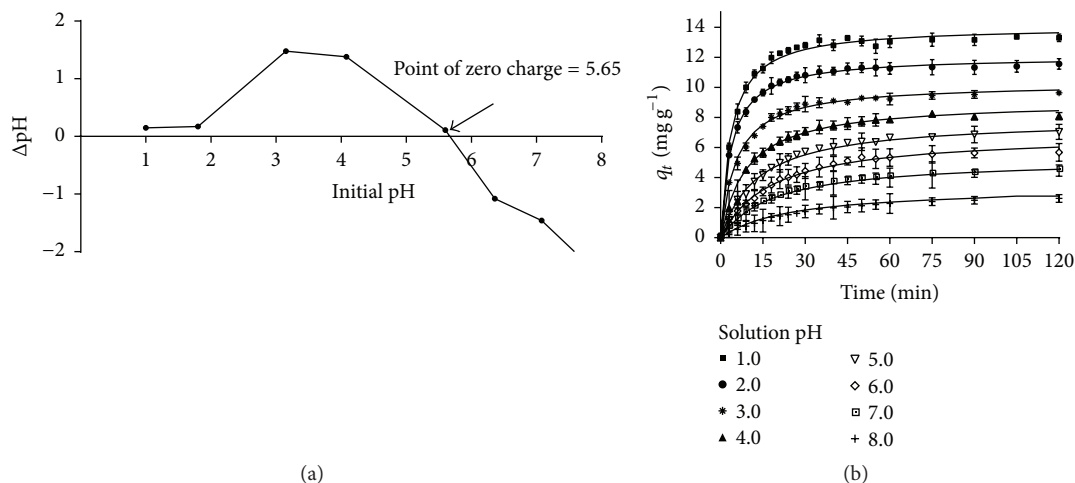 2
1
0
−1
−2
ΔpH
1 2 3 4 5 6 7 8
Initial pH
Point of zero charge = 5.65
(a)
14
12
10
8
6
4
2
0
q_t (mg g⁻¹)
0 15 30 45 60 75 90 105 120
Time (min)
Solution pH
1.0 5.0
2.0 6.0
3.0 7.0
4.0 8.0
(b)